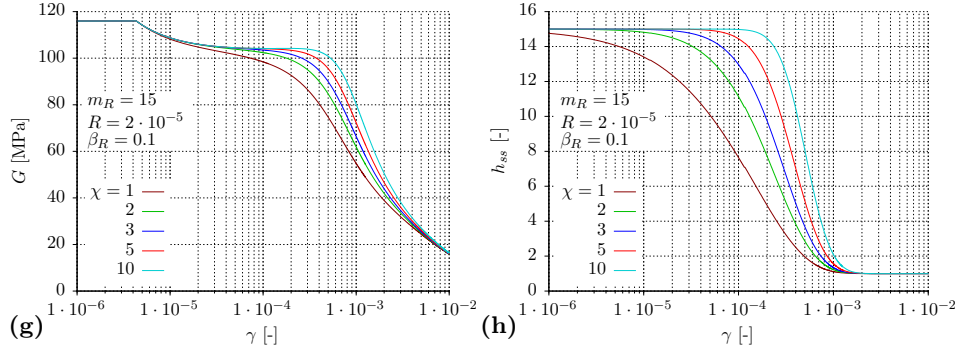 120
100
80
60
40
20
0
G [MPa]
m_R = 15
R = 2 · 10^-5
β_R = 0.1
χ = 1
2
3
5
10
1 · 10^-6
1 · 10^-5
1 · 10^-4
1 · 10^-3
1 · 10^-2
γ [-]
(g)
16
14
12
10
8
6
4
2
0
h_ss [-]
m_R = 15
R = 2 · 10^-5
β_R = 0.1
χ = 1
2
3
5
10
1 · 10^-6
1 · 10^-5
1 · 10^-4
1 · 10^-3
1 · 10^-2
γ [-]
(h)